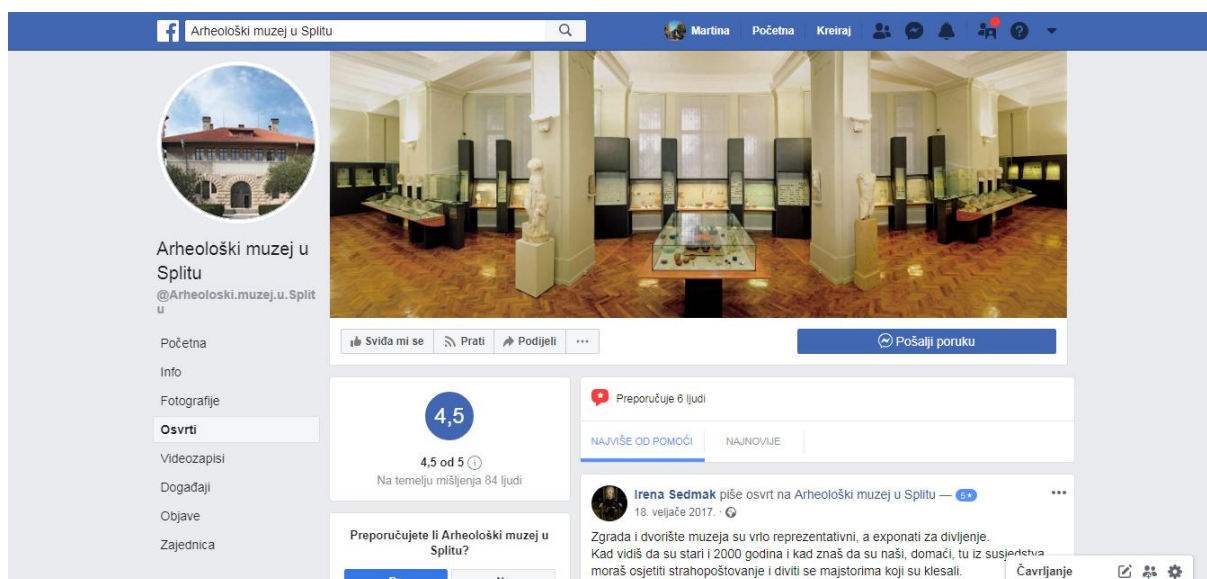 Arheološki muzej u Splitu
Martina Početna Kreiraj
Arheološki muzej u
Splitu
@Arheoloski.muzej.u.Split
u
Početna
Info
Fotografije
Osvrti
Videozapisi
Događaji
Objave
Zajednica
Sviđa mi se Prati Podijeli ...
Pošalji poruku
4,5
4,5 od 5
Na temelju mišljenja 84 ljudi
Preporučujete li Arheološki muzej u
Splitu?
Preporučuje 6 ljudi
NAJVIŠE OD POMOĆI NAJNOVIJE
Irena Sedmak piše osvrt na Arheološki muzej u Splitu — 5★
18. veljače 2017. ·
Zgrada i dvorište muzeja su vrlo reprezentativni, a exponati za divljenje.
Kad vidiš da su stari i 2000 godina i kad znaš da su naši, domaći, tu iz susjedstva
moraš osjetiti strahopoštovanje i diviti se majstorima koji su klesali.
Čavrljanje